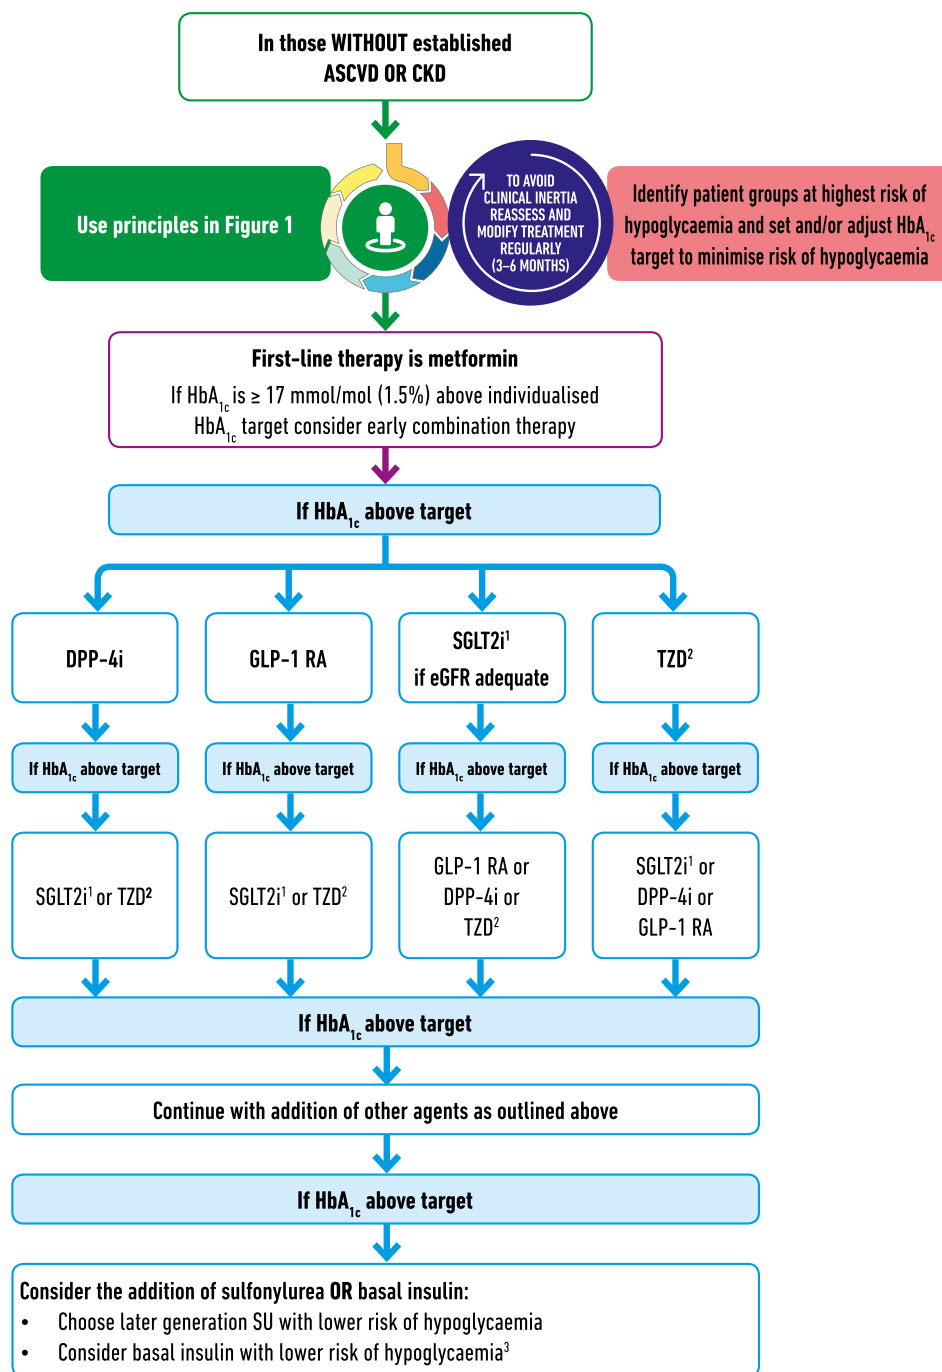 In those WITHOUT established
ASCVD OR CKD
Use principles in Figure 1
TO AVOID
CLINICAL INERTIA
REASSESS AND
MODIFY TREATMENT
REGULARLY
(3–6 MONTHS)
Identify patient groups at highest risk of
hypoglycaemia and set and/or adjust HbA1c
target to minimise risk of hypoglycaemia
First-line therapy is metformin
If HbA1c is ≥ 17 mmol/mol (1.5%) above individualised
HbA1c target consider early combination therapy
If HbA1c above target
DPP-4i
GLP-1 RA
SGLT2i¹
if eGFR adequate
TZD²
If HbA1c above target
If HbA1c above target
If HbA1c above target
If HbA1c above target
SGLT2i¹ or TZD²
SGLT2i¹ or TZD²
GLP-1 RA or
DPP-4i or
TZD²
SGLT2i¹ or
DPP-4i or
GLP-1 RA
If HbA1c above target
Continue with addition of other agents as outlined above
If HbA1c above target
Consider the addition of sulfonylurea OR basal insulin:
• Choose later generation SU with lower risk of hypoglycaemia
• Consider basal insulin with lower risk of hypoglycaemia³